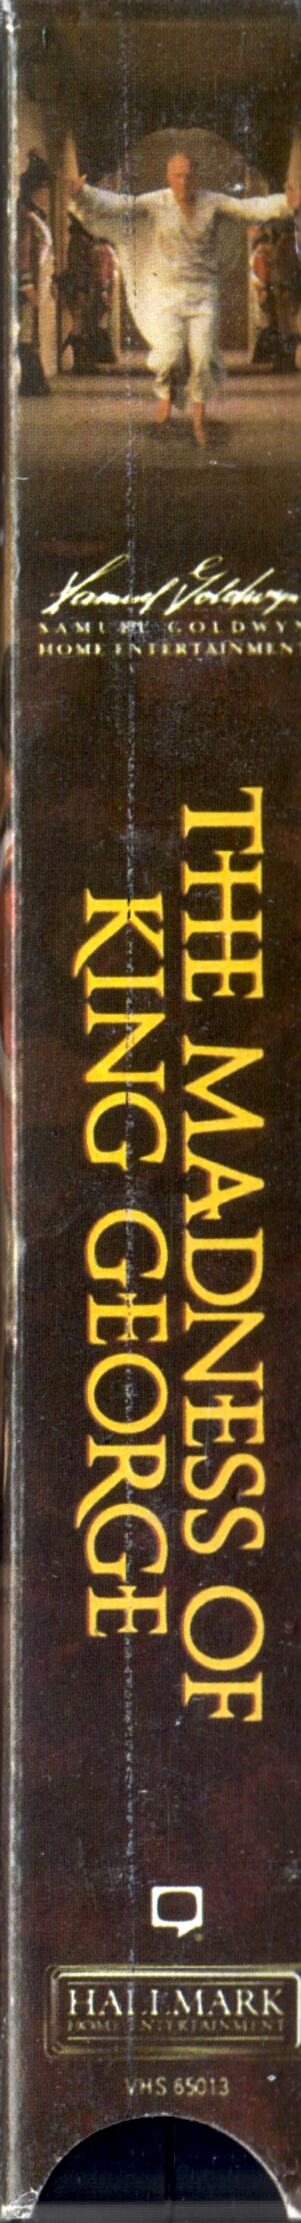 Samuel Goldwyn
SAMUEL GOLDWYN
HOME ENTERTAINMENT
THE MADNESS OF
KING GEORGE
HALLMARK
HOME ENTERTAINMENT
VHS 65013